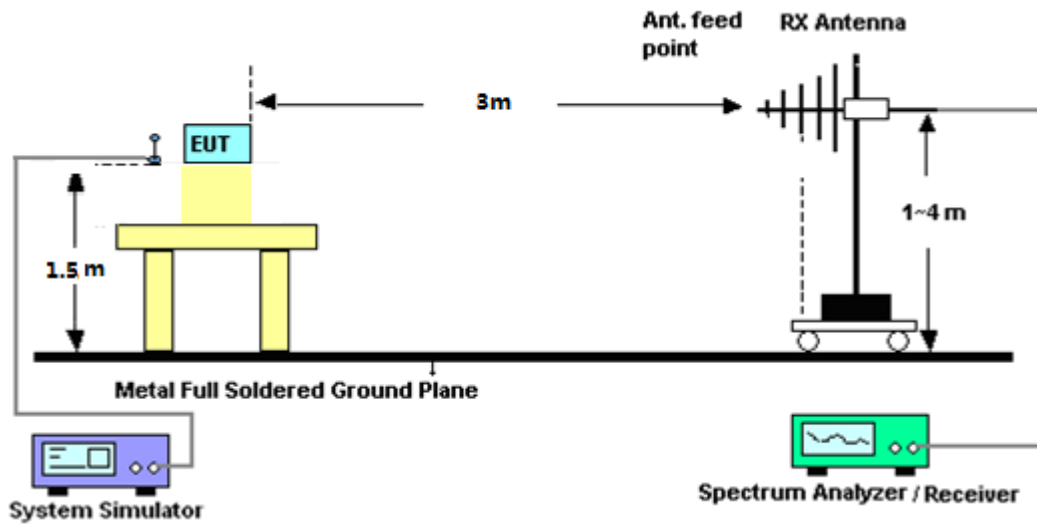 Ant. feed
point
RX Antenna
3m
EUT
1~4 m
1.5 m
Metal Full Soldered Ground Plane
System Simulator
Spectrum Analyzer / Receiver